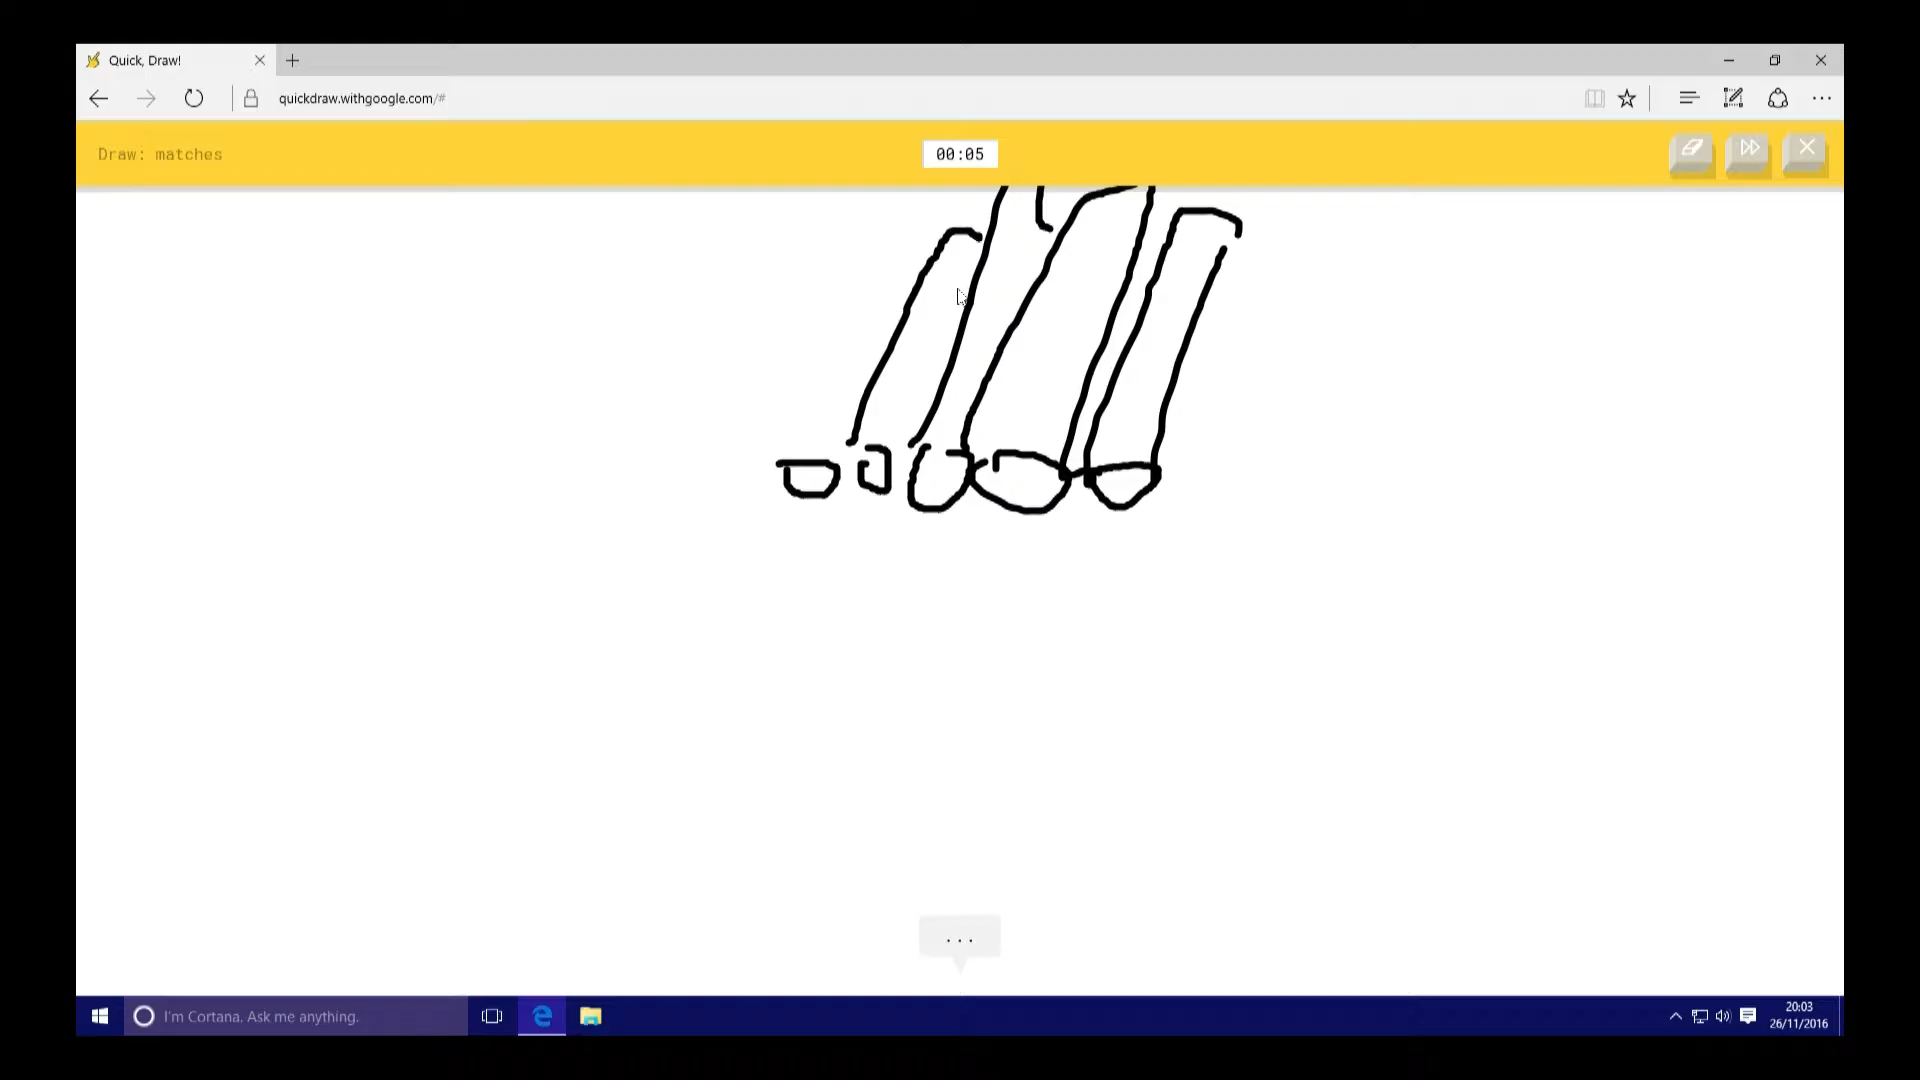 Quick, Draw!
quickdraw.withgoogle.com/#
Draw: matches
00:05
...
I'm Cortana. Ask me anything.
20:03
26/11/2016